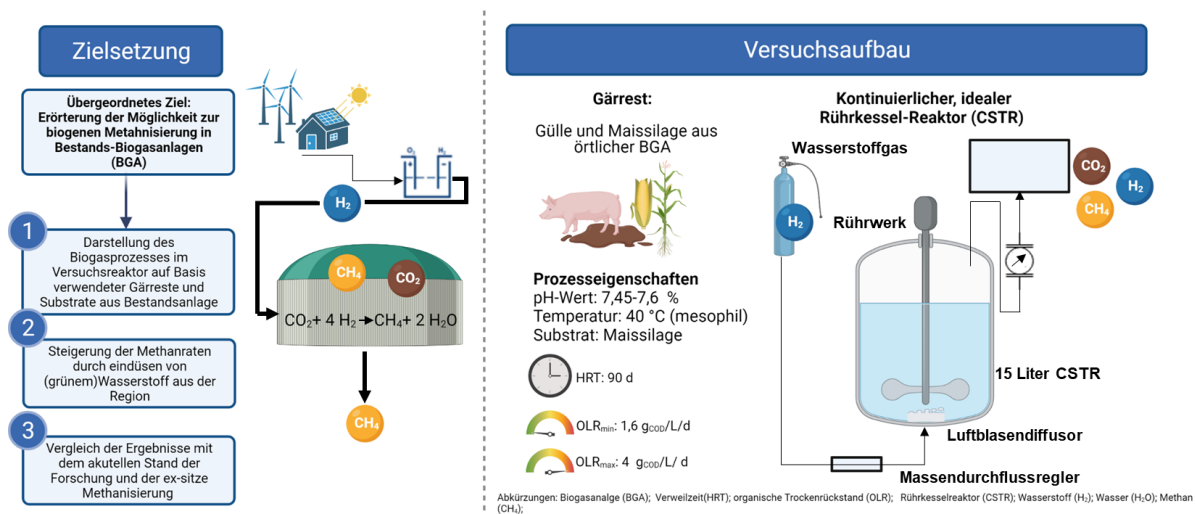 Zielsetzung
Übergeordnetes Ziel:
Erörterung der Möglichkeit zur
biogenen Metahnisierung in
Bestands-Biogasanlagen
(BGA)
1
Darstellung des
Biogasprozesses im
Versuchsreaktor auf Basis
verwendeter Gärreste und
Substrate aus Bestandsanlage
2
Steigerung der Methanraten
durch eindüsen von
(grünem)Wasserstoff aus der
Region
3
Vergleich der Ergebnisse mit
dem akutellen Stand der
Forschung und der ex-sitze
Methanisierung
O₂ H₂
+ -
H₂
CH₄
CO₂
CO₂+ 4 H₂ → CH₄+ 2 H₂O
CH₄
Versuchsaufbau
Gärrest:
Gülle und Maissilage aus
örtlicher BGA
Prozesseigenschaften
pH-Wert: 7,45-7,6 %
Temperatur: 40 °C (mesophil)
Substrat: Maissilage
HRT: 90 d
OLRmin: 1,6 gCOD/L/d
OLRmax: 4 gCOD/L/ d
Kontinuierlicher, idealer
Rührkessel-Reaktor (CSTR)
Wasserstoffgas
H₂
Rührwerk
CO₂
H₂
CH₄
15 Liter CSTR
Luftblasendiffusor
Massendurchflussregler
Abkürzungen: Biogasanalge (BGA); Verweilzeit(HRT); organische Trockenrückstand (OLR); Rührkesselreaktor (CSTR); Wasserstoff (H₂); Wasser (H₂O); Methan
(CH₄);